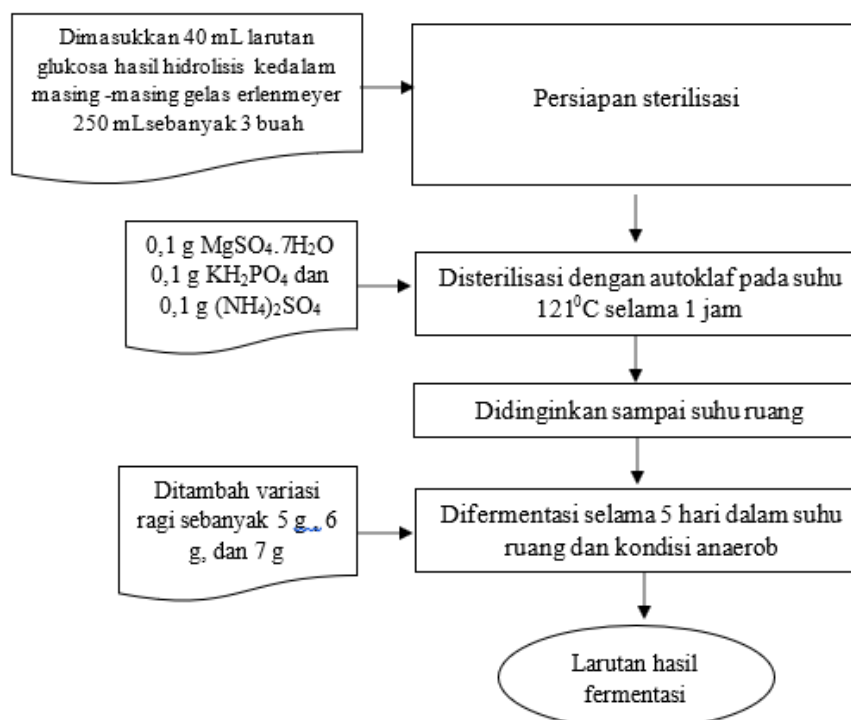 Dimasukkan 40 mL larutan
glukosa hasil hidrolisis kedalam
masing -masing gelas erlenmeyer
250 mLsebanyak 3 buah
Persiapan sterilisasi
0,1 g MgSO₄.7H₂O
0,1 g KH₂PO₄ dan
0,1 g (NH₄)₂SO₄
Disterilisasi dengan autoklaf pada suhu
121⁰C selama 1 jam
Didinginkan sampai suhu ruang
Ditambah variasi
ragi sebanyak 5 g , 6
g, dan 7 g
Difermentasi selama 5 hari dalam suhu
ruang dan kondisi anaerob
Larutan hasil
fermentasi